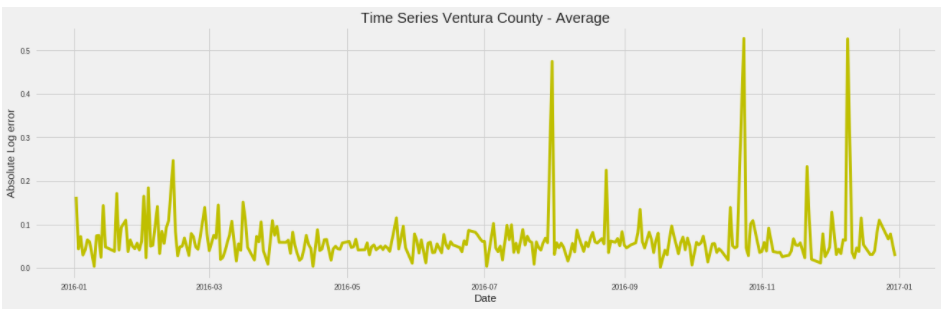 Time Series Ventura County - Average
Absolute Log error
0.5
0.4
0.3
0.2
0.1
0.0
2016-01 2016-03 2016-05 2016-07 2016-09 2016-11 2017-01
Date